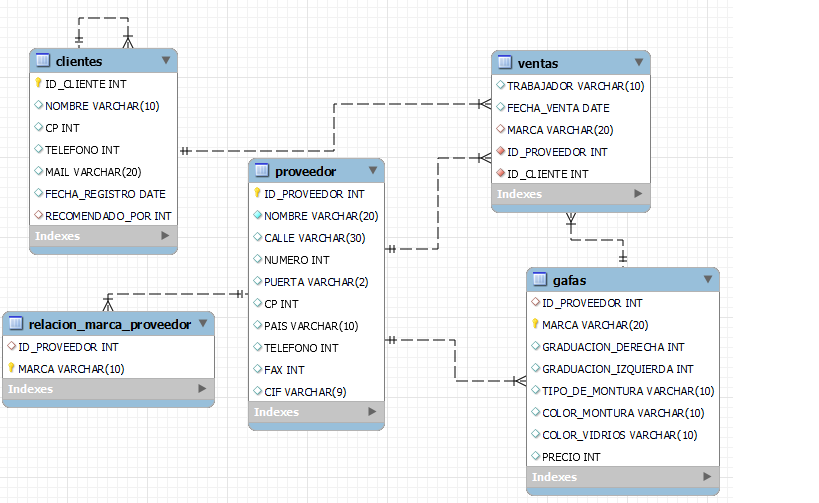 clientes
ID_CLIENTE INT
NOMBRE VARCHAR(10)
CP INT
TELEFONO INT
MAIL VARCHAR(20)
FECHA_REGISTRO DATE
RECOMENDADO_POR INT
Indexes
ventas
TRABAJADOR VARCHAR(10)
FECHA_VENTA DATE
MARCA VARCHAR(20)
ID_PROVEEDOR INT
ID_CLIENTE INT
Indexes
proveedor
ID_PROVEEDOR INT
NOMBRE VARCHAR(20)
CALLE VARCHAR(30)
NUMERO INT
PUERTA VARCHAR(2)
CP INT
PAIS VARCHAR(10)
TELEFONO INT
FAX INT
CIF VARCHAR(9)
Indexes
relacion_marca_proveedor
ID_PROVEEDOR INT
MARCA VARCHAR(10)
Indexes
gafas
ID_PROVEEDOR INT
MARCA VARCHAR(20)
GRADUACION_DERECHA INT
GRADUACION_IZQUIERDA INT
TIPO_DE_MONTURA VARCHAR(10)
COLOR_MONTURA VARCHAR(10)
COLOR_VIDRIOS VARCHAR(10)
PRECIO INT
Indexes